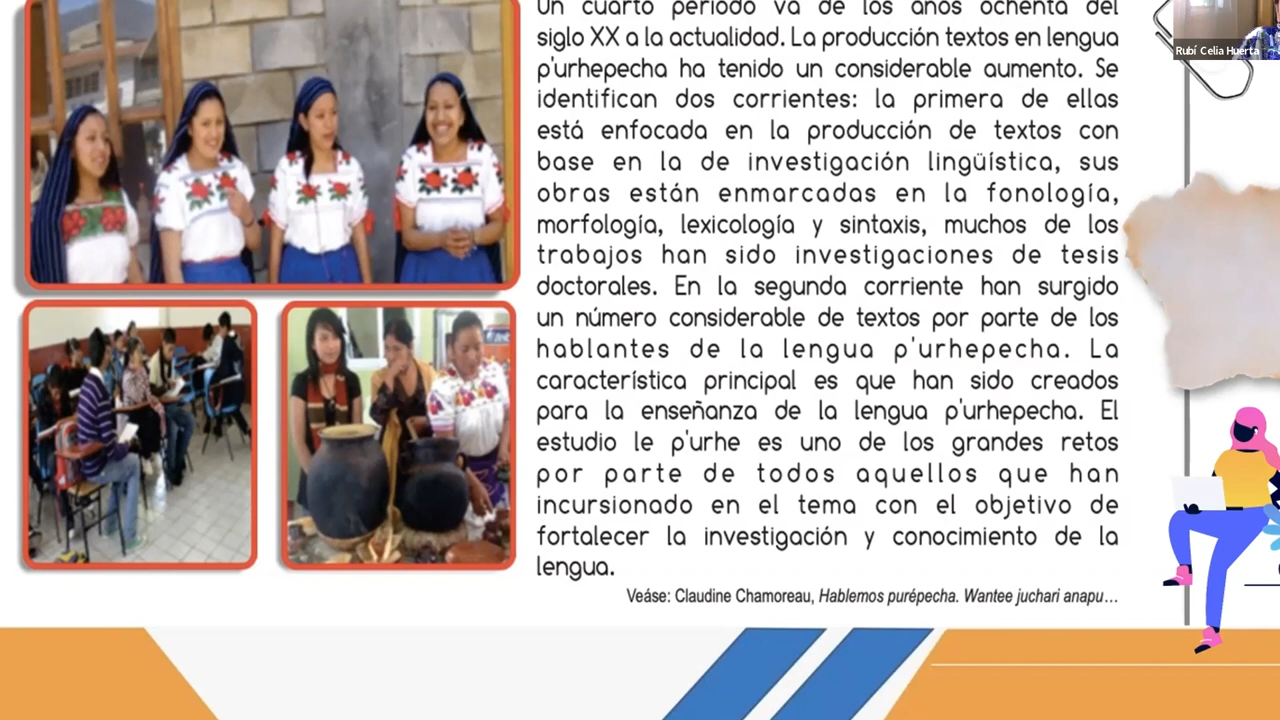 Un cuarto periodo va de los años ochenta del
siglo XX a la actualidad. La producción textos en lengua
p'urhepecha ha tenido un considerable aumento. Se
identifican dos corrientes: la primera de ellas
está enfocada en la producción de textos con
base en la de investigación lingüística, sus
obras están enmarcadas en la fonología,
morfología, lexicología y sintaxis, muchos de los
trabajos han sido investigaciones de tesis
doctorales. En la segunda corriente han surgido
un número considerable de textos por parte de los
hablantes de la lengua p'urhepecha. La
característica principal es que han sido creados
para la enseñanza de la lengua p'urhepecha. El
estudio le p'urhe es uno de los grandes retos
por parte de todos aquellos que han
incursionado en el tema con el objetivo de
fortalecer la investigación y conocimiento de la
lengua.
Veáse: Claudine Chamoreau, Hablemos purépecha. Wantee juchari anapu…
Rubí Celia Huerta